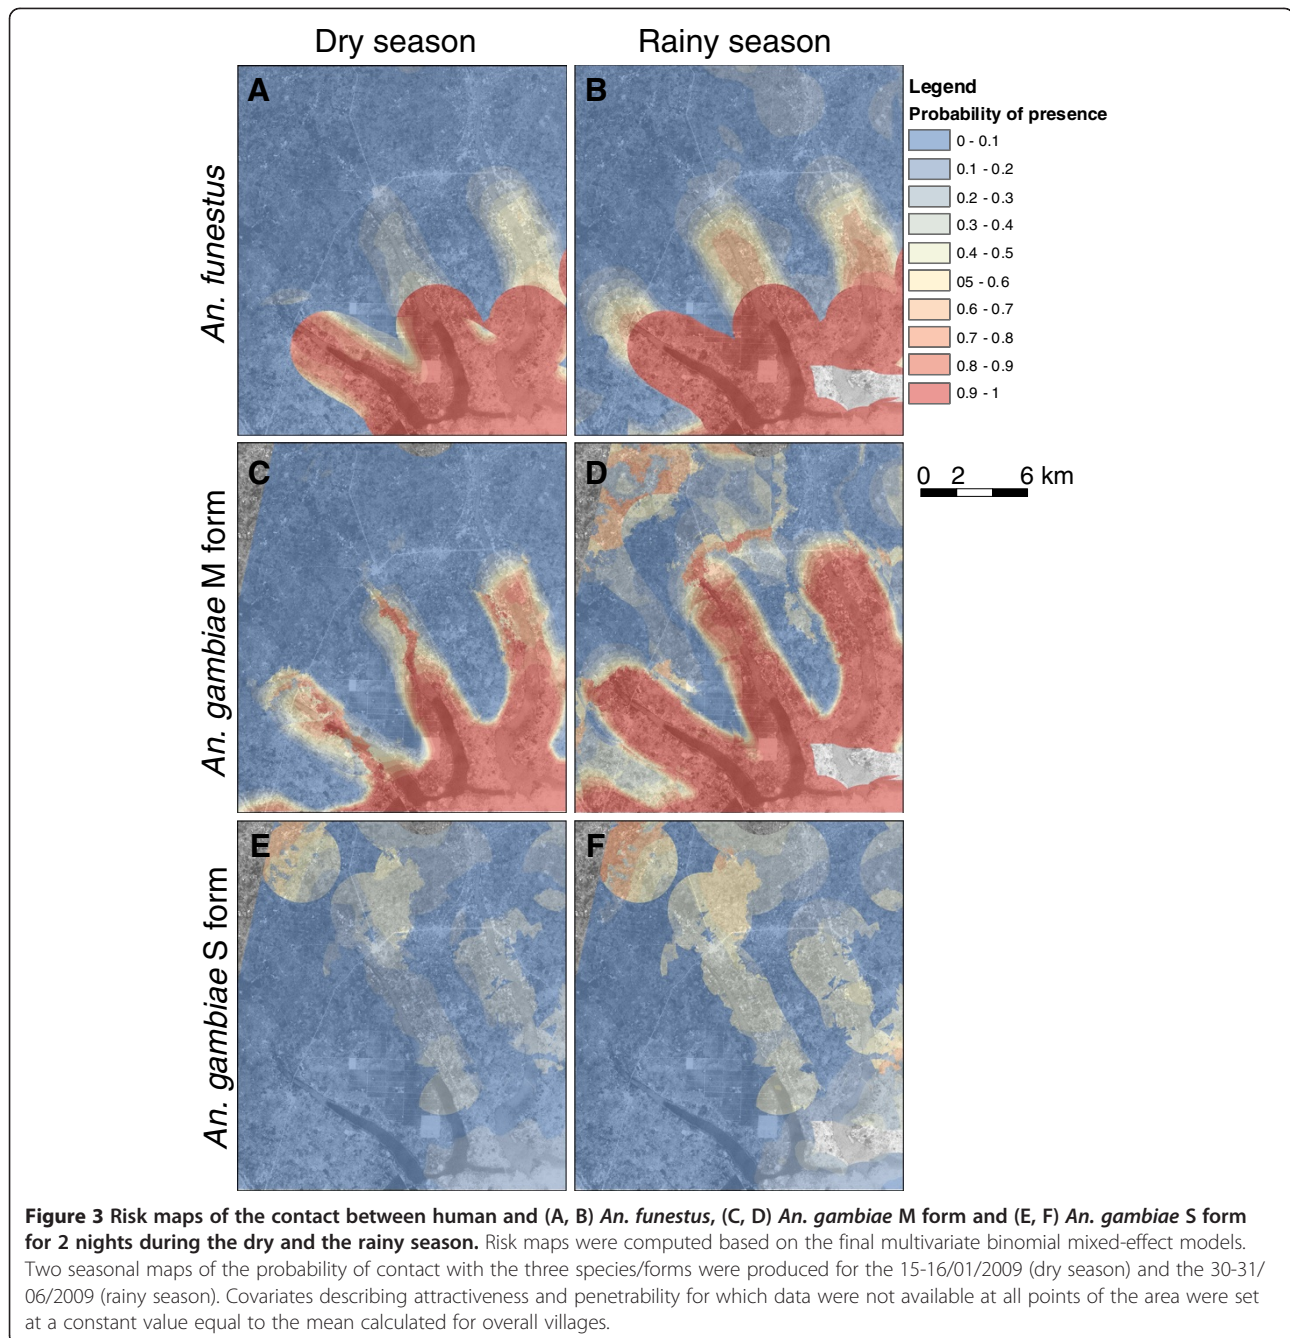 Dry season
Rainy season
A
B
An. funestus
Legend
Probability of presence
0 - 0.1
0.1 - 0.2
0.2 - 0.3
0.3 - 0.4
0.4 - 0.5
05 - 0.6
0.6 - 0.7
0.7 - 0.8
0.8 - 0.9
0.9 - 1
C
D
An. gambiae M form
0 2 6 km
E
F
An. gambiae S form
Figure 3 Risk maps of the contact between human and (A, B) An. funestus, (C, D) An. gambiae M form and (E, F) An. gambiae S form
for 2 nights during the dry and the rainy season. Risk maps were computed based on the final multivariate binomial mixed-effect models.
Two seasonal maps of the probability of contact with the three species/forms were produced for the 15-16/01/2009 (dry season) and the 30-31/
06/2009 (rainy season). Covariates describing attractiveness and penetrability for which data were not available at all points of the area were set
at a constant value equal to the mean calculated for overall villages.